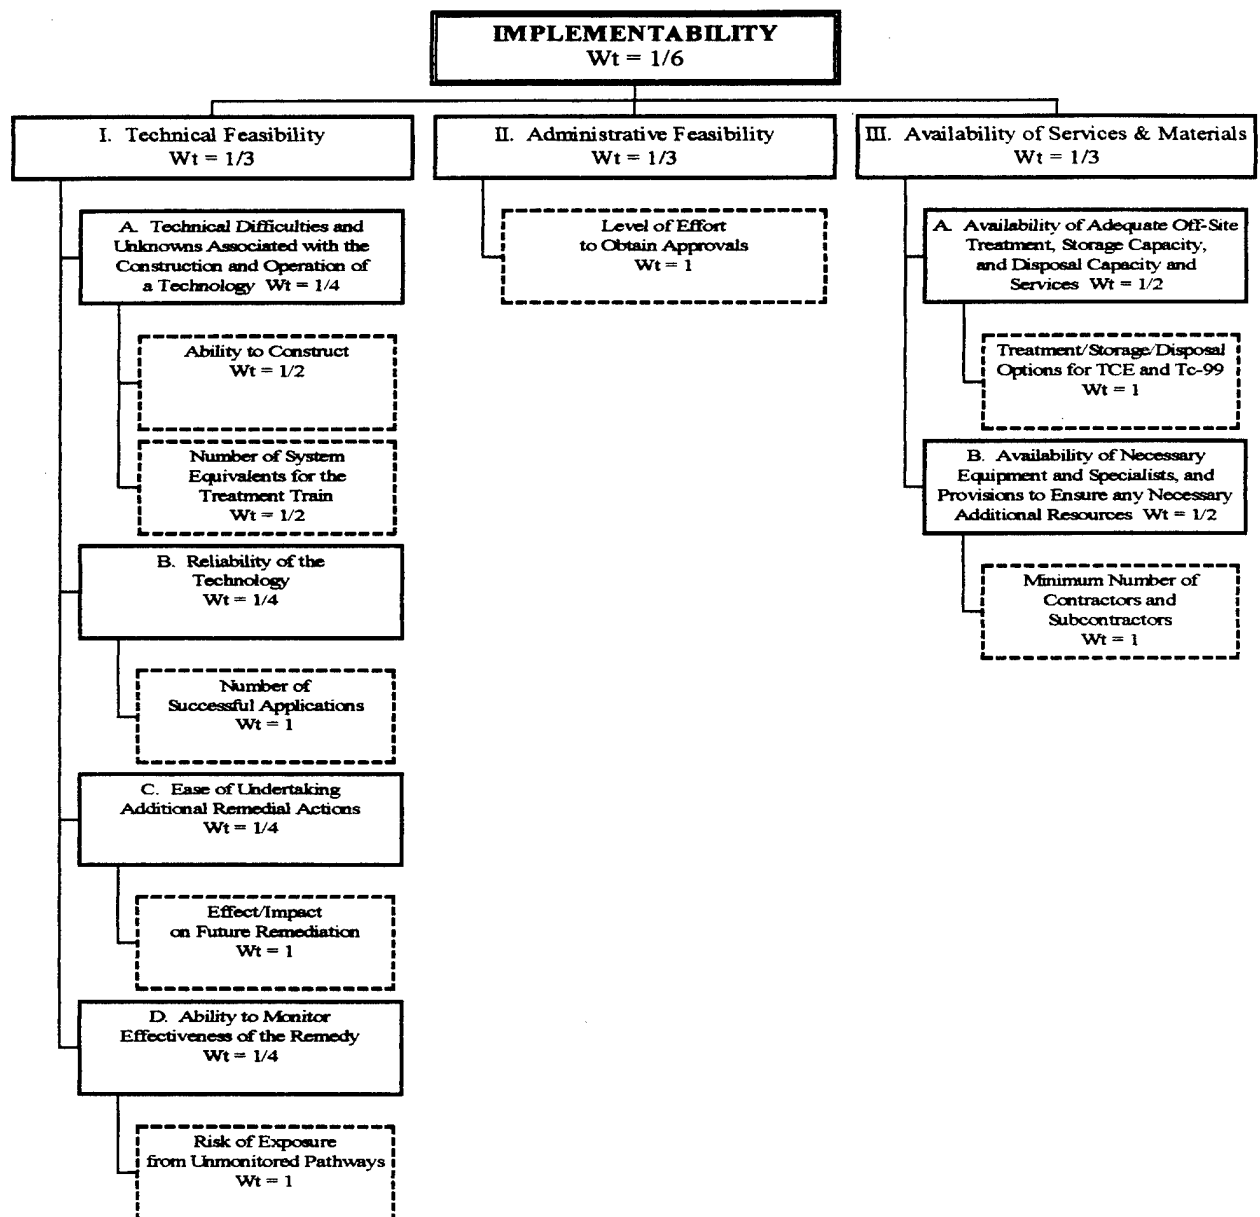 IMPLEMENTABILITY
Wt = 1/6
I. Technical Feasibility
Wt = 1/3
A. Technical Difficulties and
Unknowns Associated with the
Construction and Operation of
a Technology Wt = 1/4
Ability to Construct
Wt = 1/2
Number of System
Equivalents for the
Treatment Train
Wt = 1/2
B. Reliability of the
Technology
Wt = 1/4
Number of
Successful Applications
Wt = 1
C. Ease of Undertaking
Additional Remedial Actions
Wt = 1/4
Effect/Impact
on Future Remediation
Wt = 1
D. Ability to Monitor
Effectiveness of the Remedy
Wt = 1/4
Risk of Exposure
from Unmonitored Pathways
Wt = 1
II. Administrative Feasibility
Wt = 1/3
Level of Effort
to Obtain Approvals
Wt = 1
III. Availability of Services & Materials
Wt = 1/3
A. Availability of Adequate Off-Site
Treatment, Storage Capacity,
and Disposal Capacity and
Services Wt = 1/2
Treatment/Storage/Disposal
Options for TCE and Tc-99
Wt = 1
B. Availability of Necessary
Equipment and Specialists, and
Provisions to Ensure any Necessary
Additional Resources Wt = 1/2
Minimum Number of
Contractors and
Subcontractors
Wt = 1